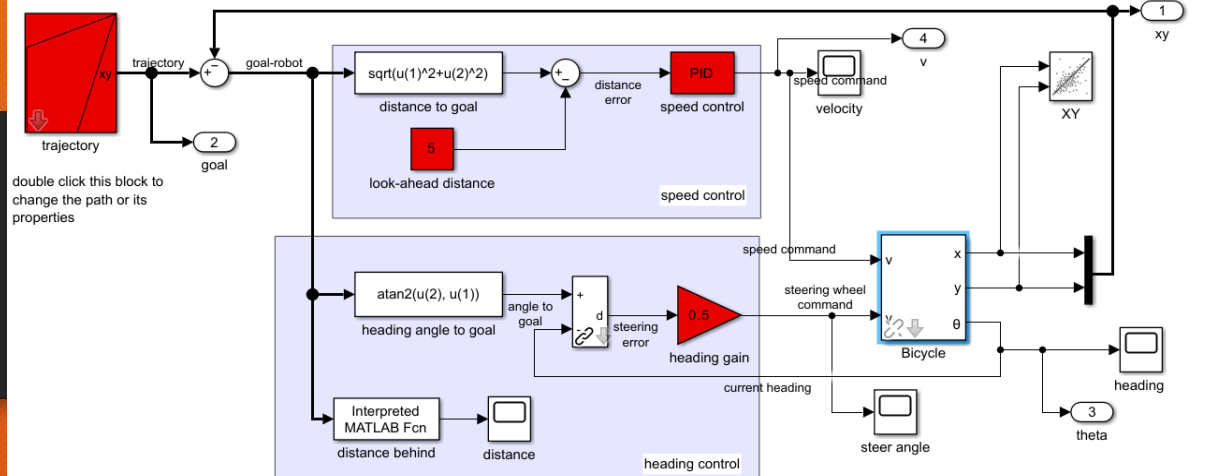 1
xy
trajectory
xy
trajectory
goal-robot
2
goal
double click this block to
change the path or its
properties
sqrt(u(1)^2+u(2)^2)
distance to goal
+
−
distance
error
PID
speed control
5
look-ahead distance
speed control
4
v
speed command
velocity
XY
speed command
steering wheel
command
v
x
y
γ
θ
Bicycle
atan2(u(2), u(1))
heading angle to goal
angle to
goal
+
-
d
steering
error
0.5
heading gain
current heading
heading
3
theta
steer angle
Interpreted
MATLAB Fcn
distance behind
distance
heading control